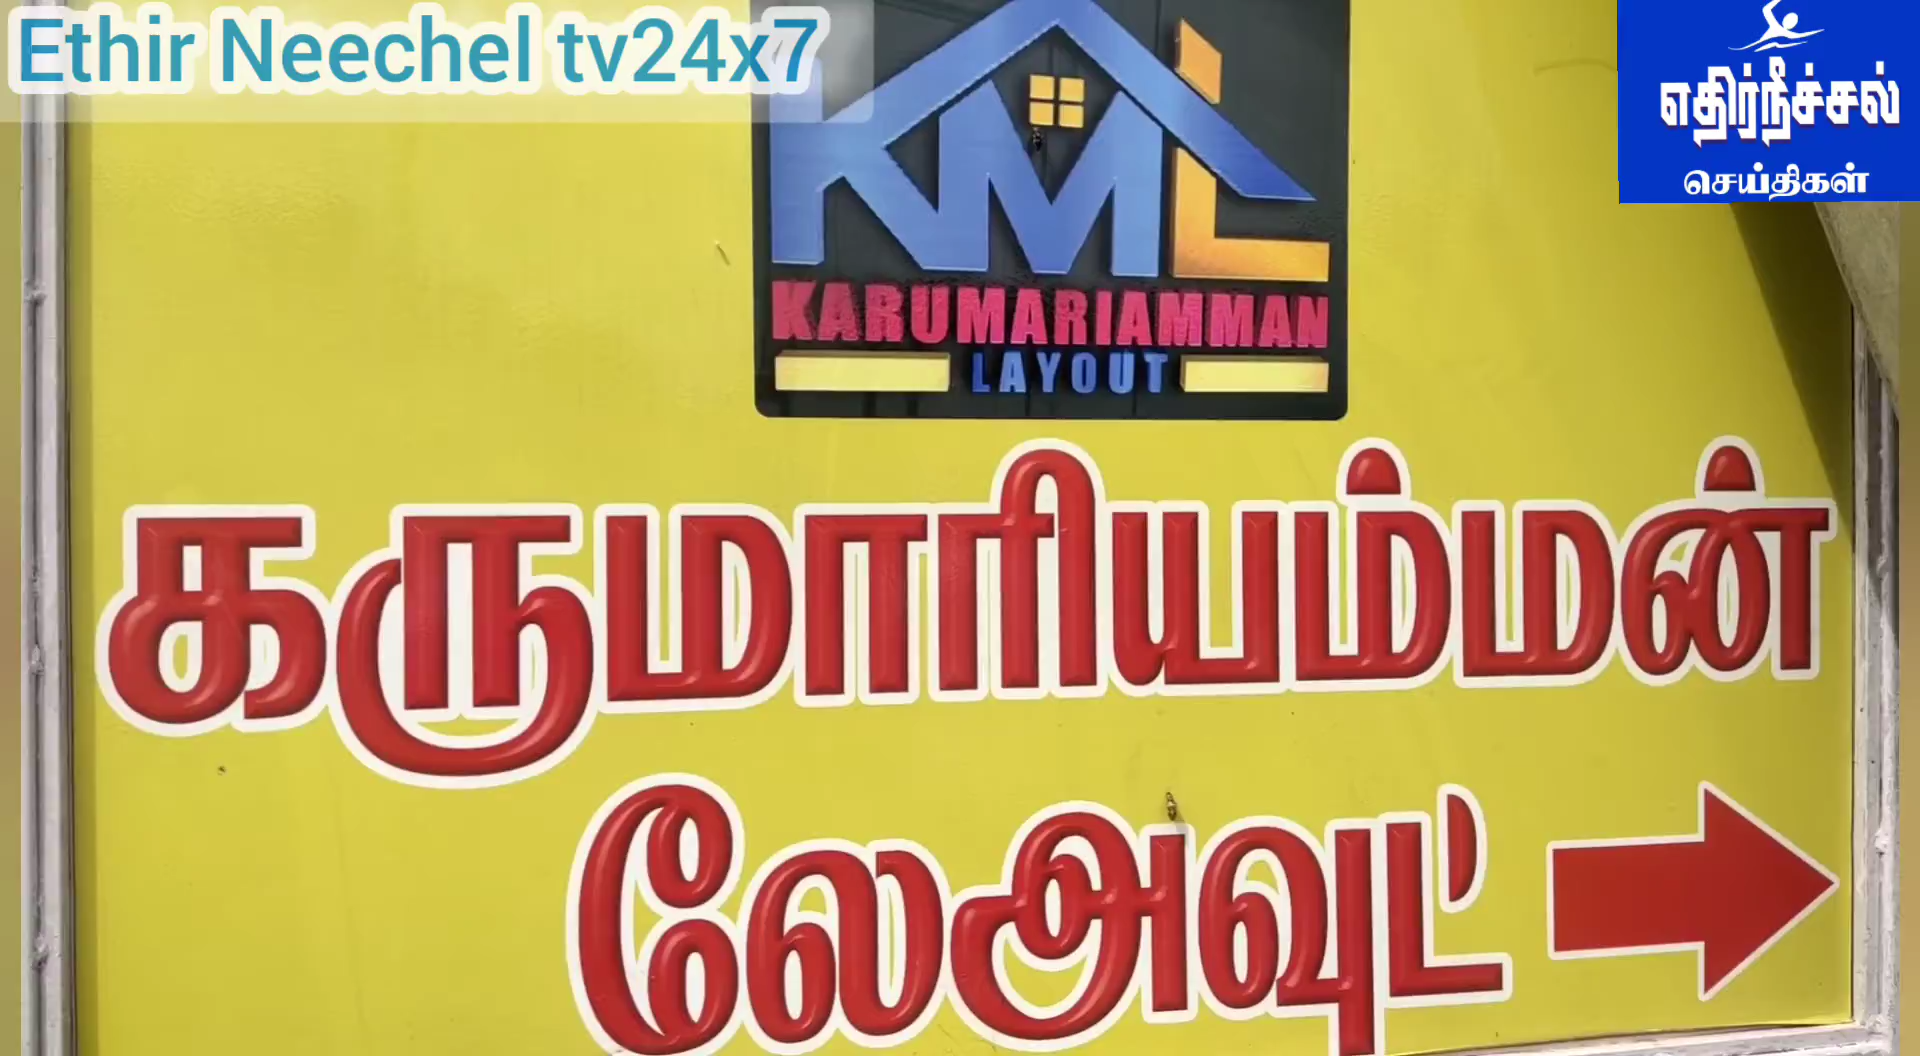 Ethir Neechel tv24x7
எதிர்நீச்சல்
செய்திகள்
KML
KARUMARIAMMAN
LAYOUT
கருமாரியம்மன்
லேஅவுட்